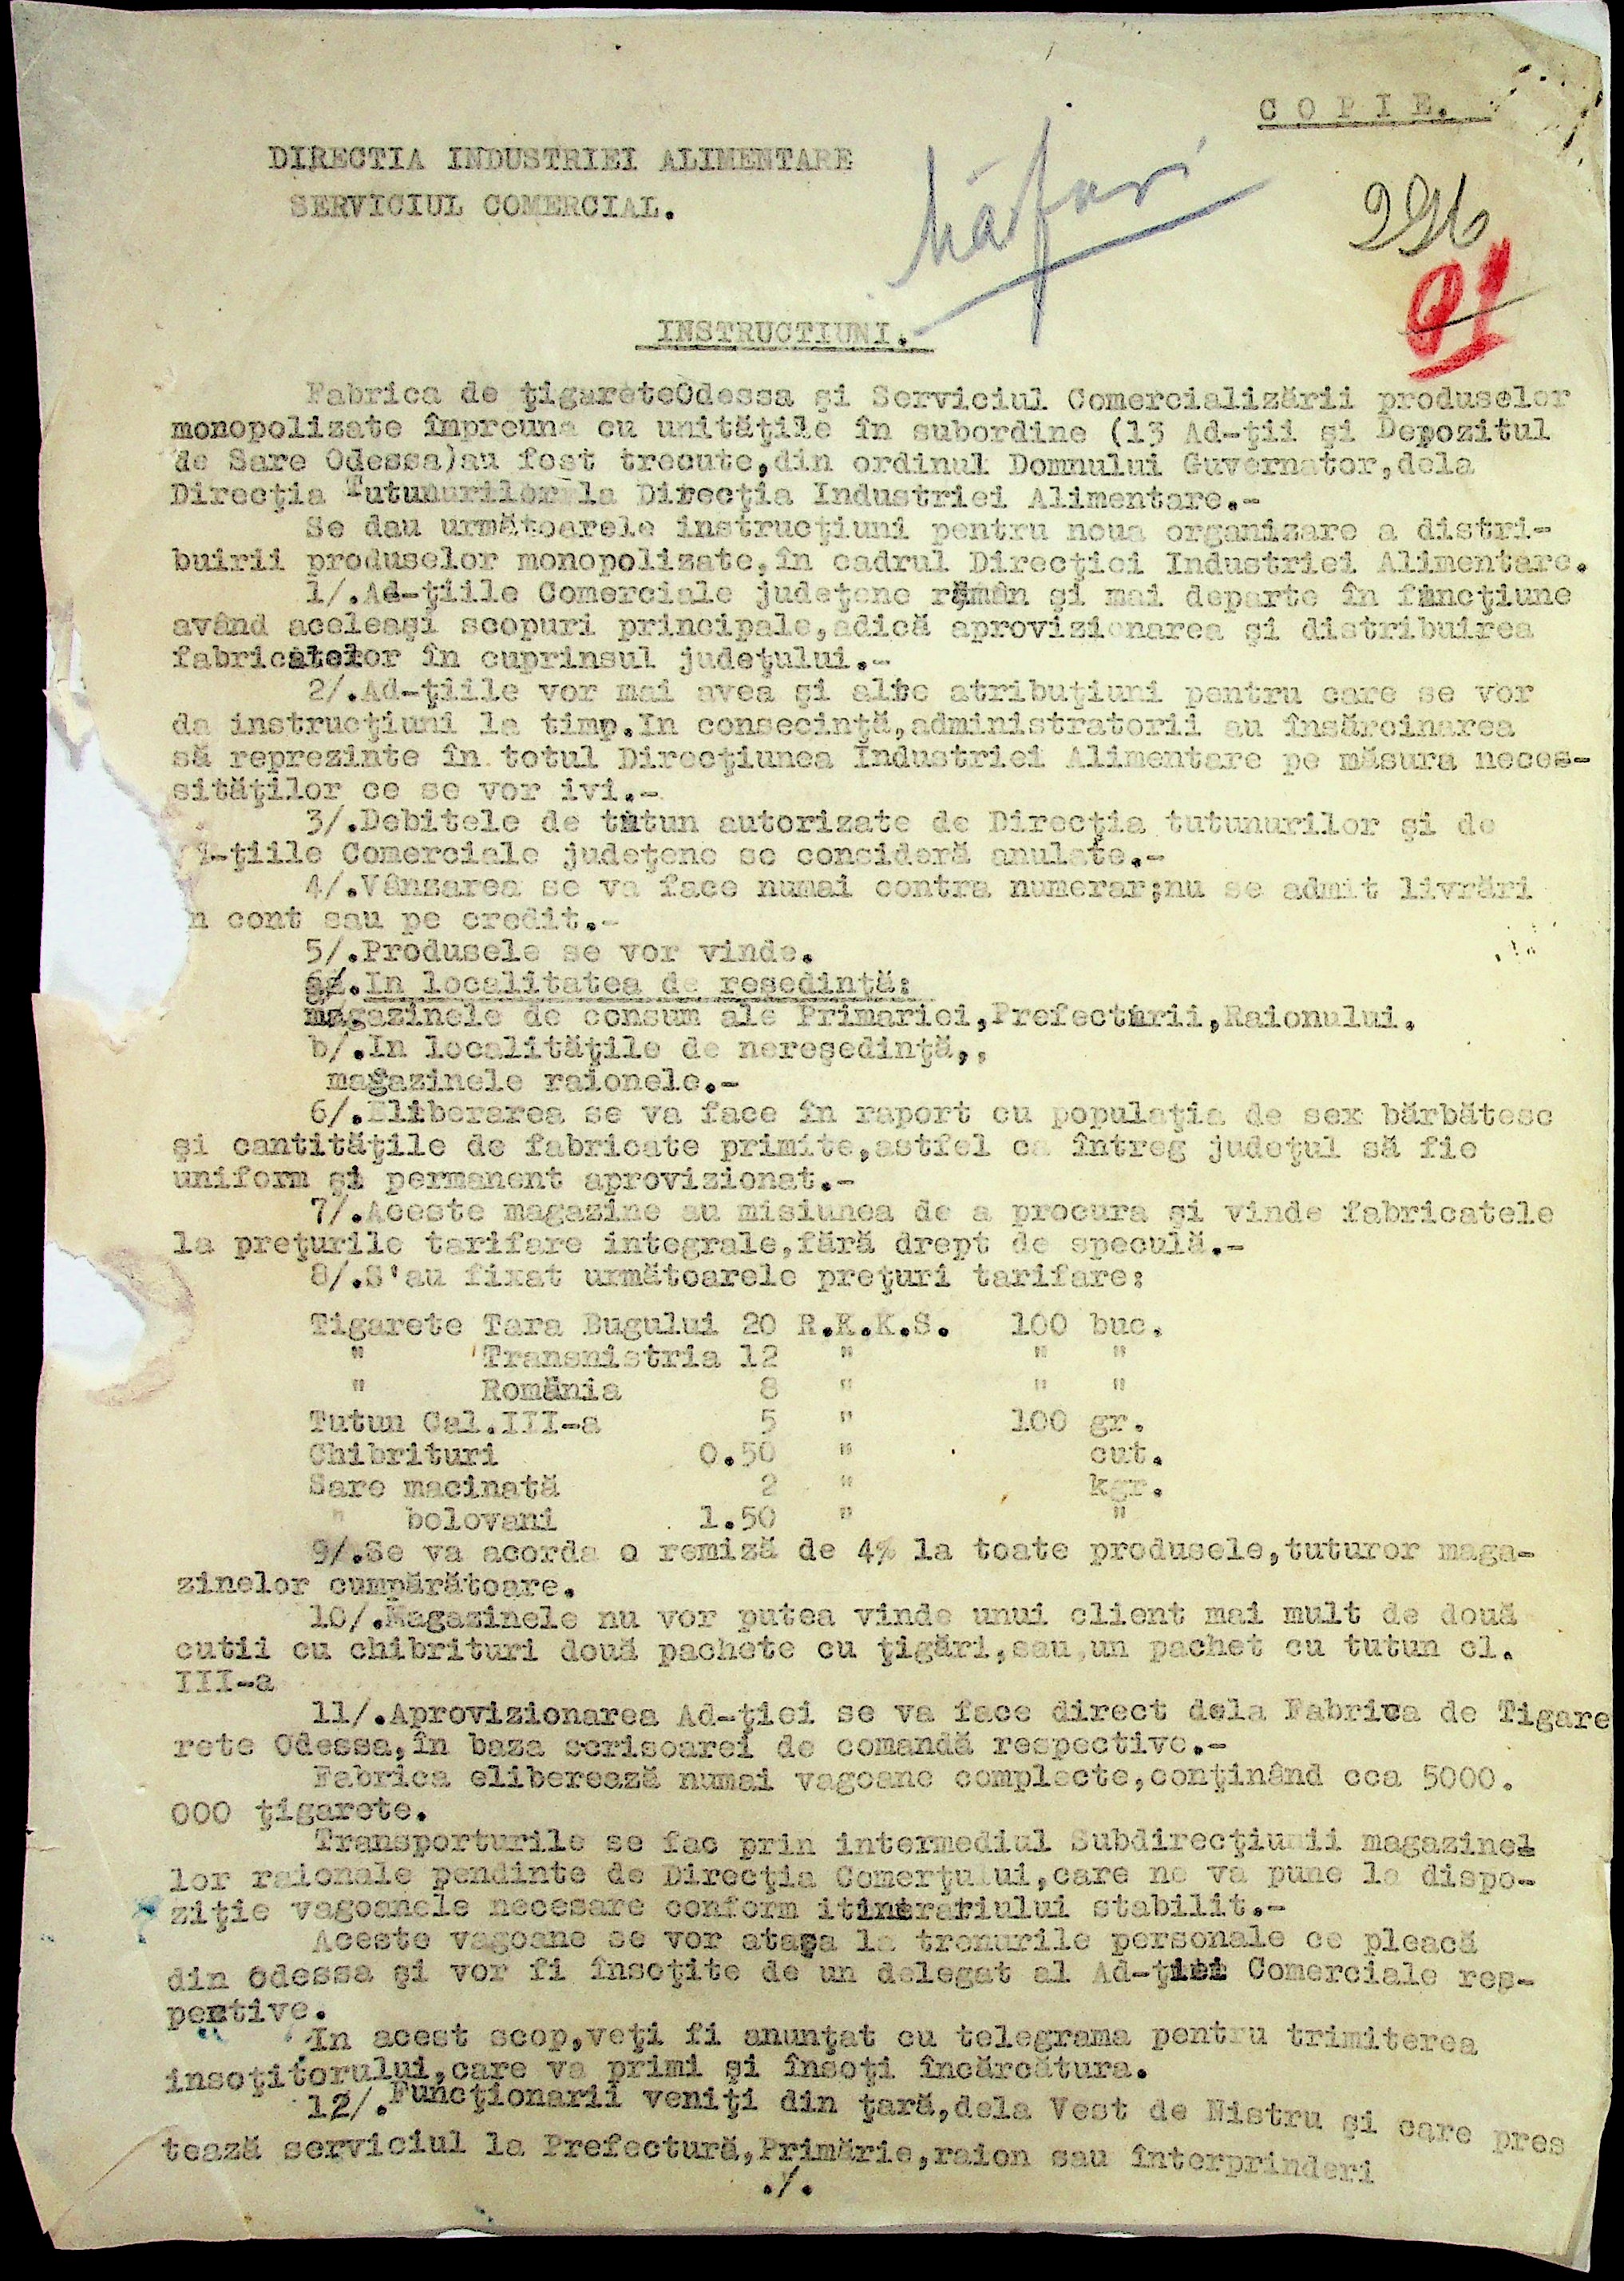 C O P I E.
DIRECTIA INDUSTRIEI ALIMENTARE
SERVICIUL COMERCIAL.
296
91
INSTRUCTIUNI.
Fabrica de ţigareteOdessa şi Serviciul Comercializării produselor
monopolizate împreuna cu unităţile în subordine (13 Ad-ţii şi Depozitul
de Sare Odessa)au fost trecute,din ordinul Domnului Guvernator,dela
Direcţia Tutunurilor la Direcţia Industriei Alimentare.-
Se dau următoarele instrucţiuni pentru noua organizare a distri-
buirii produselor monopolizate,în cadrul Direcţiei Industriei Alimentare.
1/.Ad-ţiile Comerciale judeţene rămân şi mai departe în funcţiune
având aceleaşi scopuri principale,adică aprovizionarea şi distribuirea
fabricatelor în cuprinsul judeţului.-
2/.Ad-ţiile vor mai avea şi alte atribuţiuni pentru care se vor
da instrucţiuni la timp.In consecinţă,administratorii au însărcinarea
să reprezinte în totul Direcţiunea Industriei Alimentare pe măsura neces-
sităţilor ce se vor ivi.-
3/.Debitele de tutun autorizate de Direcţia tutunurilor şi de
-ţiile Comerciale judeţene se consideră anulate.-
4/.Vânzarea se va face numai contra numerar;nu se admit livrări
n cont sau pe credit.-
5/.Produsele se vor vinde.
a/.In localitatea de reşedinţă:
magazinele de consum ale Primariei,Prefecturii,Raionului.
b/.In localităţile de nereşedinţă,,
magazinele raionele.-
6/.Eliberarea se va face în raport cu populaţia de sex bărbătesc
şi cantităţile de fabricate primite,astfel ca întreg judeţul să fie
uniform şi permanent aprovizionat.-
7/.Aceste magazine au misiunea de a procura şi vinde fabricatele
la preţurile tarifare integrale,fără drept de speculă.-
8/.S'au fixat următoarele preţuri tarifare:
Tigarete Tara Bugului 20 R.K.K.S. 100 buc.
" Transnistria 12 " " "
" România 8 " " "
Tutun Cal.III-a 5 " 100 gr.
Chibrituri 0.50 " cut.
Sare macinată 2 " kgr.
" bolovani 1.50 " "
9/.Se va acorda o remiză de 4% la toate produsele,tuturor maga-
zinelor cumpărătoare.
10/.Magazinele nu vor putea vinde unui client mai mult de două
cutii cu chibrituri două pachete cu ţigări,sau,un pachet cu tutun cl.
III-a
11/.Aprovizionarea Ad-ţiei se va face direct dela Fabrica de Tigare
rete Odessa,în baza scrisoarei de comandă respective.-
Fabrica eliberează numai vagoane complecte,conţinând cca 5000.
000 ţigarete.
Transporturile se fac prin intermediul Subdirecţiunii magazine
lor raionale pendinte de Direcţia Comerţului,care ne va pune la dispo-
ziţie vagoanele necesare conform itinerariului stabilit.-
Aceste vagoane se vor ataşa la trenurile personale ce pleacă
din Odessa şi vor fi însoţite de un delegat al Ad-ţiei Comerciale res-
pective.
In acest scop,veţi fi anunţat cu telegrama pentru trimiterea
insoţitorului,care va primi şi însoţi încărcătura.
12/.Funcţionarii veniţi din ţară,dela Vest de Nistru şi care pres
tează serviciul la Prefectură,Primărie,raion sau interprinderi
./.